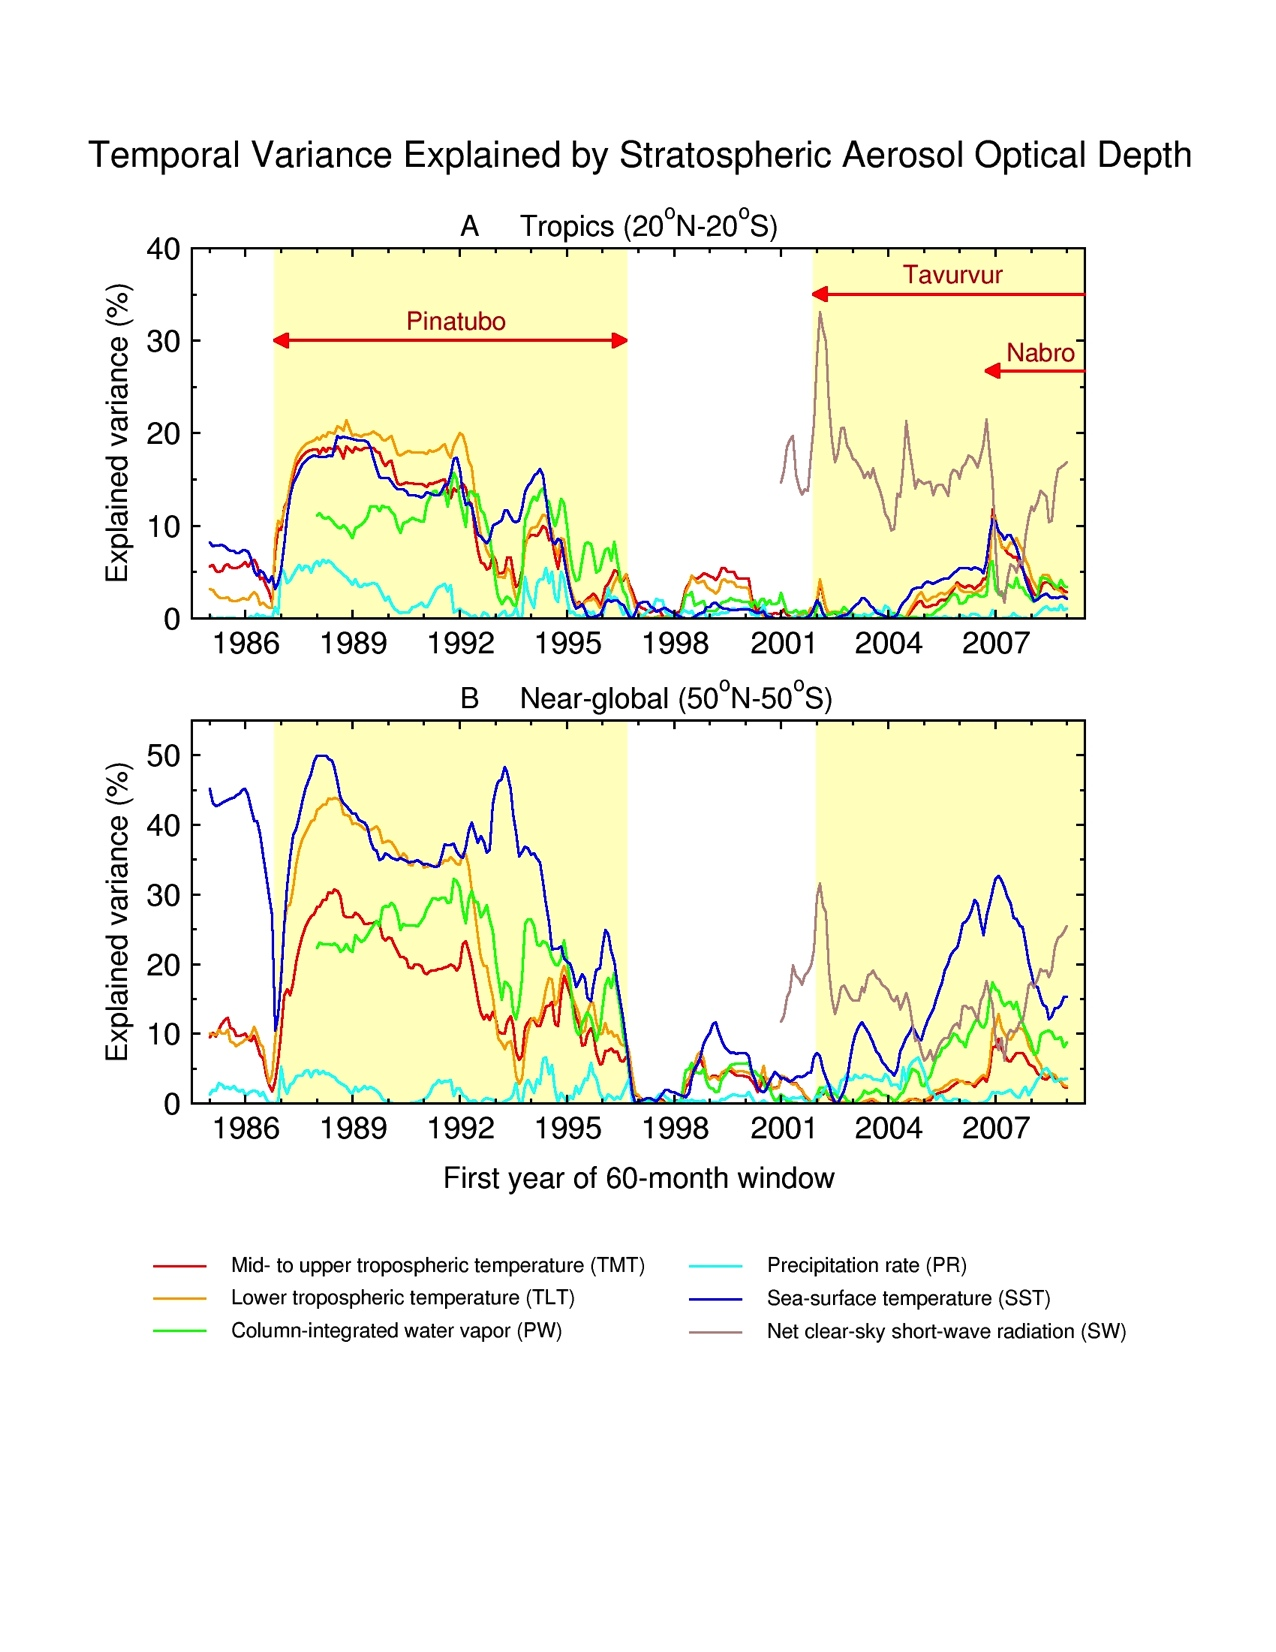 Temporal Variance Explained by Stratospheric Aerosol Optical Depth
A Tropics (20°N-20°S)
Explained variance (%)
40
30
20
10
0
Tavurvur
Pinatubo
Nabro
1986 1989 1992 1995 1998 2001 2004 2007
B Near-global (50°N-50°S)
Explained variance (%)
50
40
30
20
10
0
1986 1989 1992 1995 1998 2001 2004 2007
First year of 60-month window
Mid- to upper tropospheric temperature (TMT)
Lower tropospheric temperature (TLT)
Column-integrated water vapor (PW)
Precipitation rate (PR)
Sea-surface temperature (SST)
Net clear-sky short-wave radiation (SW)